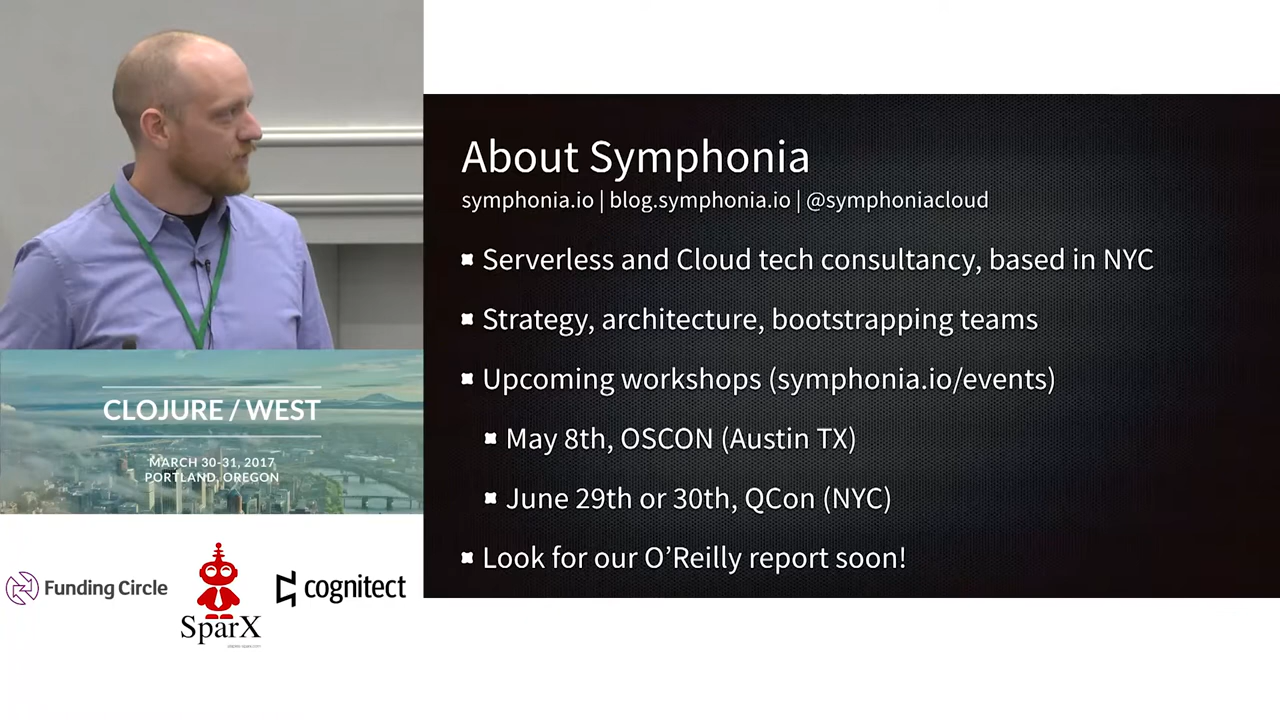 About Symphonia
symphonia.io | blog.symphonia.io | @symphoniacloud
Serverless and Cloud tech consultancy, based in NYC
Strategy, architecture, bootstrapping teams
Upcoming workshops (symphonia.io/events)
May 8th, OSCON (Austin TX)
June 29th or 30th, QCon (NYC)
Look for our O’Reilly report soon!
CLOJURE / WEST
MARCH 30-31, 2017
PORTLAND, OREGON
Funding Circle
SparX
cognitect